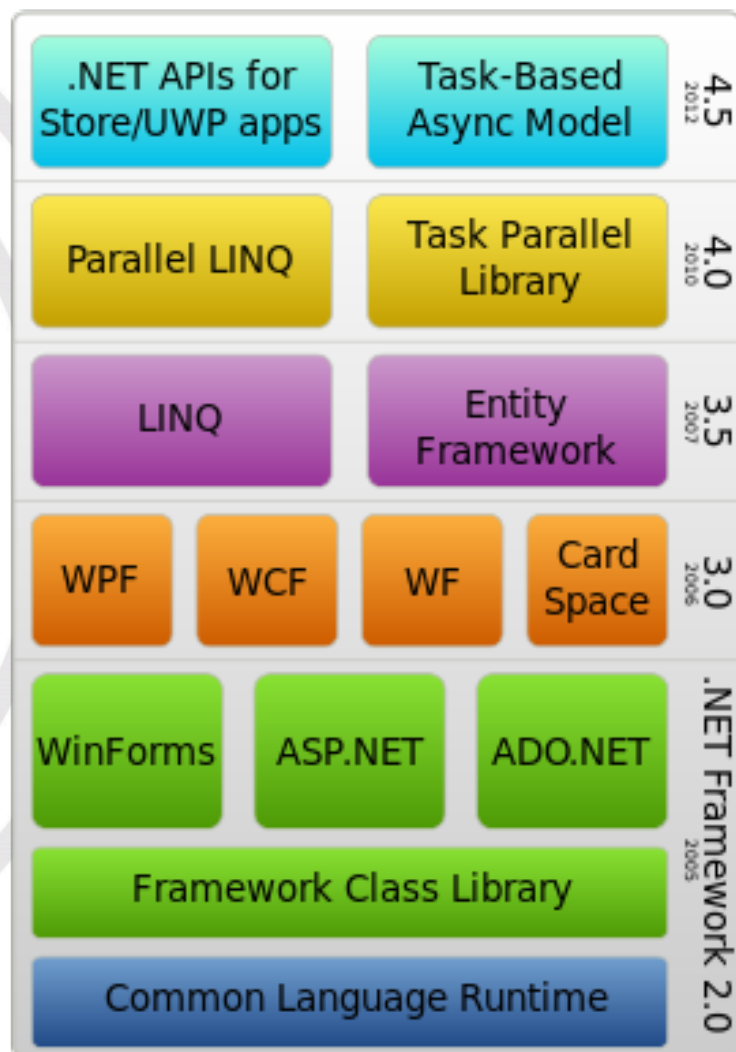 .NET APIs for
Store/UWP apps
Task-Based
Async Model
4.5
2012
Parallel LINQ
Task Parallel
Library
4.0
2010
LINQ
Entity
Framework
3.5
2007
WPF
WCF
WF
Card
Space
3.0
2006
WinForms
ASP.NET
ADO.NET
Framework Class Library
Common Language Runtime
.NET Framework 2.0
2005